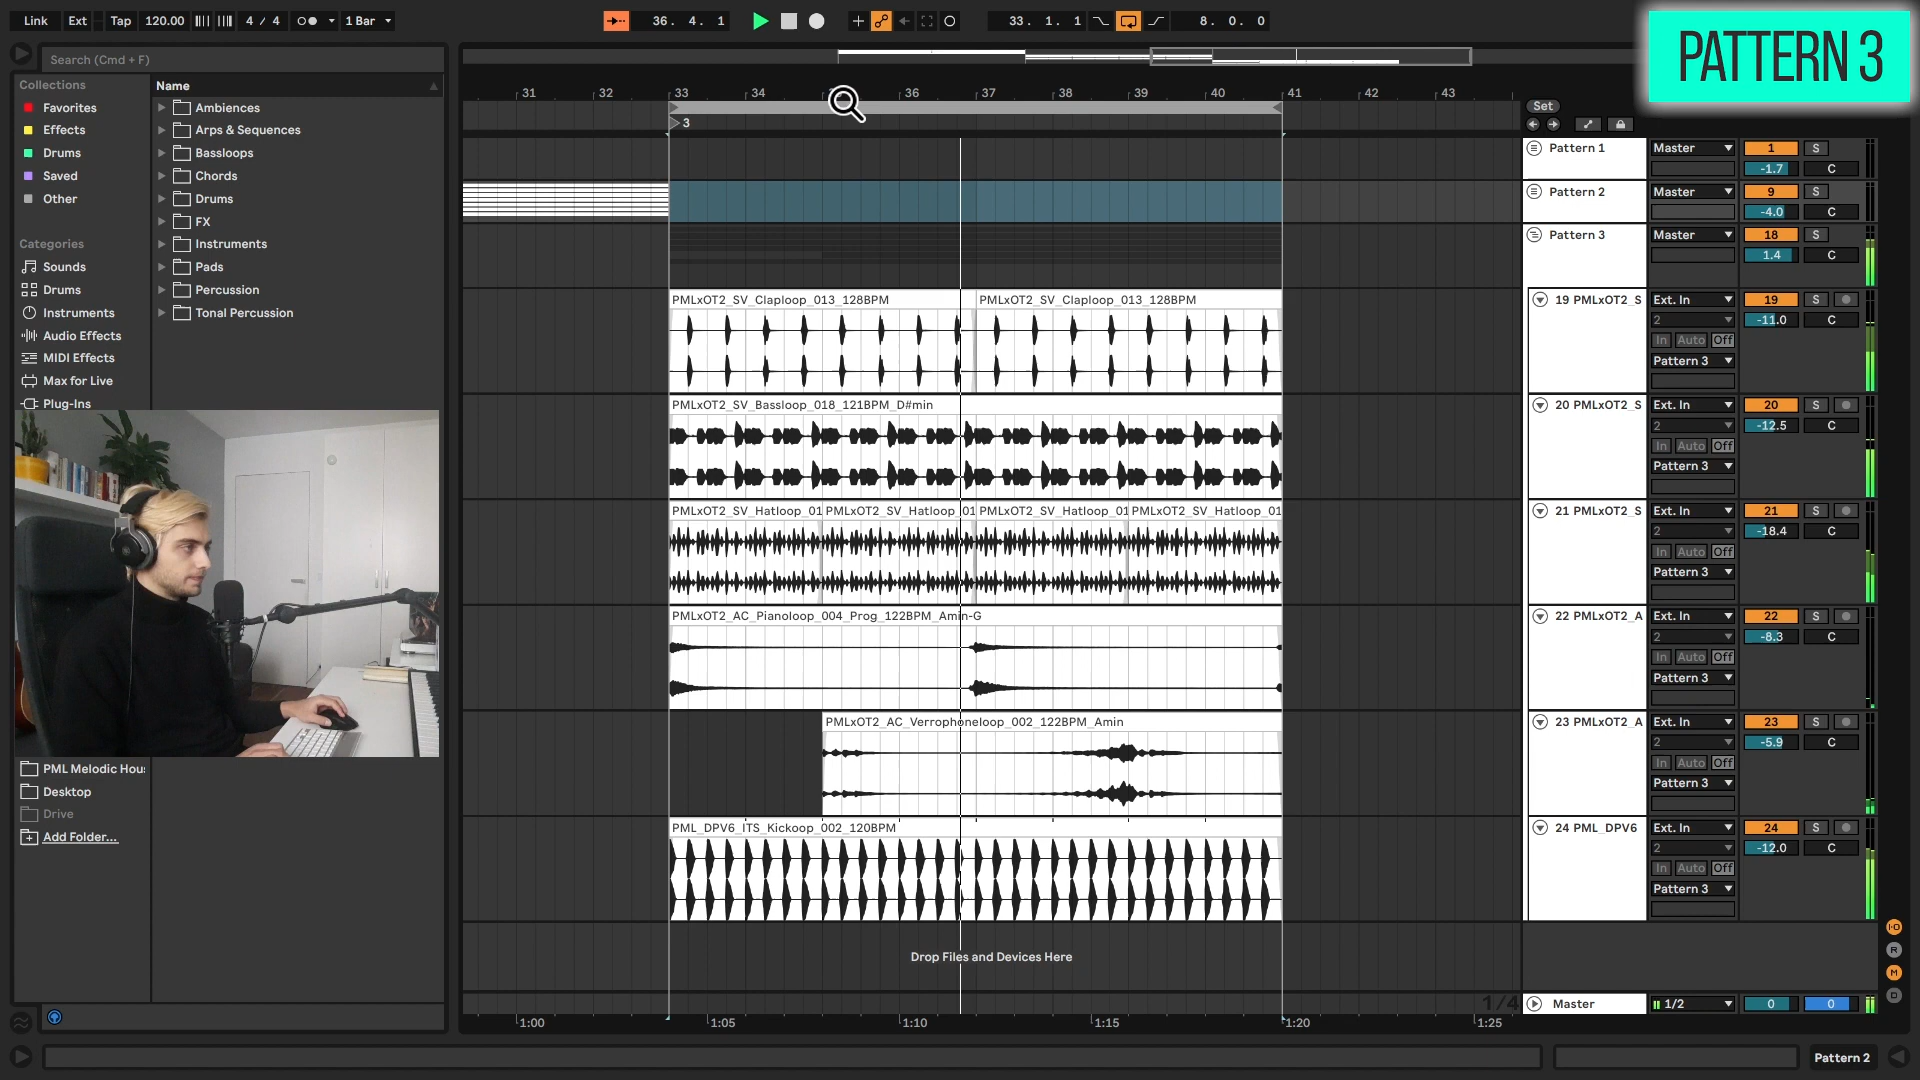 Link Ext Tap 120.00 4 / 4 1 Bar 36. 4. 1 33. 1. 1 8. 0. 0
PATTERN 3
Search (Cmd + F)
Collections
Favorites
Effects
Drums
Saved
Other
Categories
Sounds
Drums
Instruments
Audio Effects
MIDI Effects
Max for Live
Plug-Ins
PML Melodic Hou
Desktop
Drive
Add Folder...
Name
Ambiences
Arps & Sequences
Bassloops
Chords
Drums
FX
Instruments
Pads
Percussion
Tonal Percussion
31 32 33 34 36 37 38 39 40 41 42 43
3
Set
Pattern 1 Master 1 S
-1.7 C
Pattern 2 Master 9 S
-4.0 C
Pattern 3 Master 18 S
1.4 C
PMLxOT2_SV_Claploop_013_128BPM PMLxOT2_SV_Claploop_013_128BPM
19 PMLxOT2_S Ext. In 19 S
2 -11.0 C
In Auto Off
Pattern 3
PMLxOT2_SV_Bassloop_018_121BPM_D#min
20 PMLxOT2_S Ext. In 20 S
2 -12.5 C
In Auto Off
Pattern 3
PMLxOT2_SV_Hatloop_01 PMLxOT2_SV_Hatloop_01 PMLxOT2_SV_Hatloop_01 PMLxOT2_SV_Hatloop_01
21 PMLxOT2_S Ext. In 21 S
2 -18.4 C
In Auto Off
Pattern 3
PMLxOT2_AC_Pianoloop_004_Prog_122BPM_Amin-G
22 PMLxOT2_A Ext. In 22 S
2 -8.3 C
In Auto Off
Pattern 3
PMLxOT2_AC_Verrophoneloop_002_122BPM_Amin
23 PMLxOT2_A Ext. In 23 S
2 -5.9 C
In Auto Off
Pattern 3
PML_DPV6_ITS_Kickoop_002_120BPM
24 PML_DPV6 Ext. In 24 S
2 -12.0 C
In Auto Off
Pattern 3
Drop Files and Devices Here
I·O
R
M
D
1/4
Master 1/2 0 0
1:00 1:05 1:10 1:15 1:20 1:25
Pattern 2